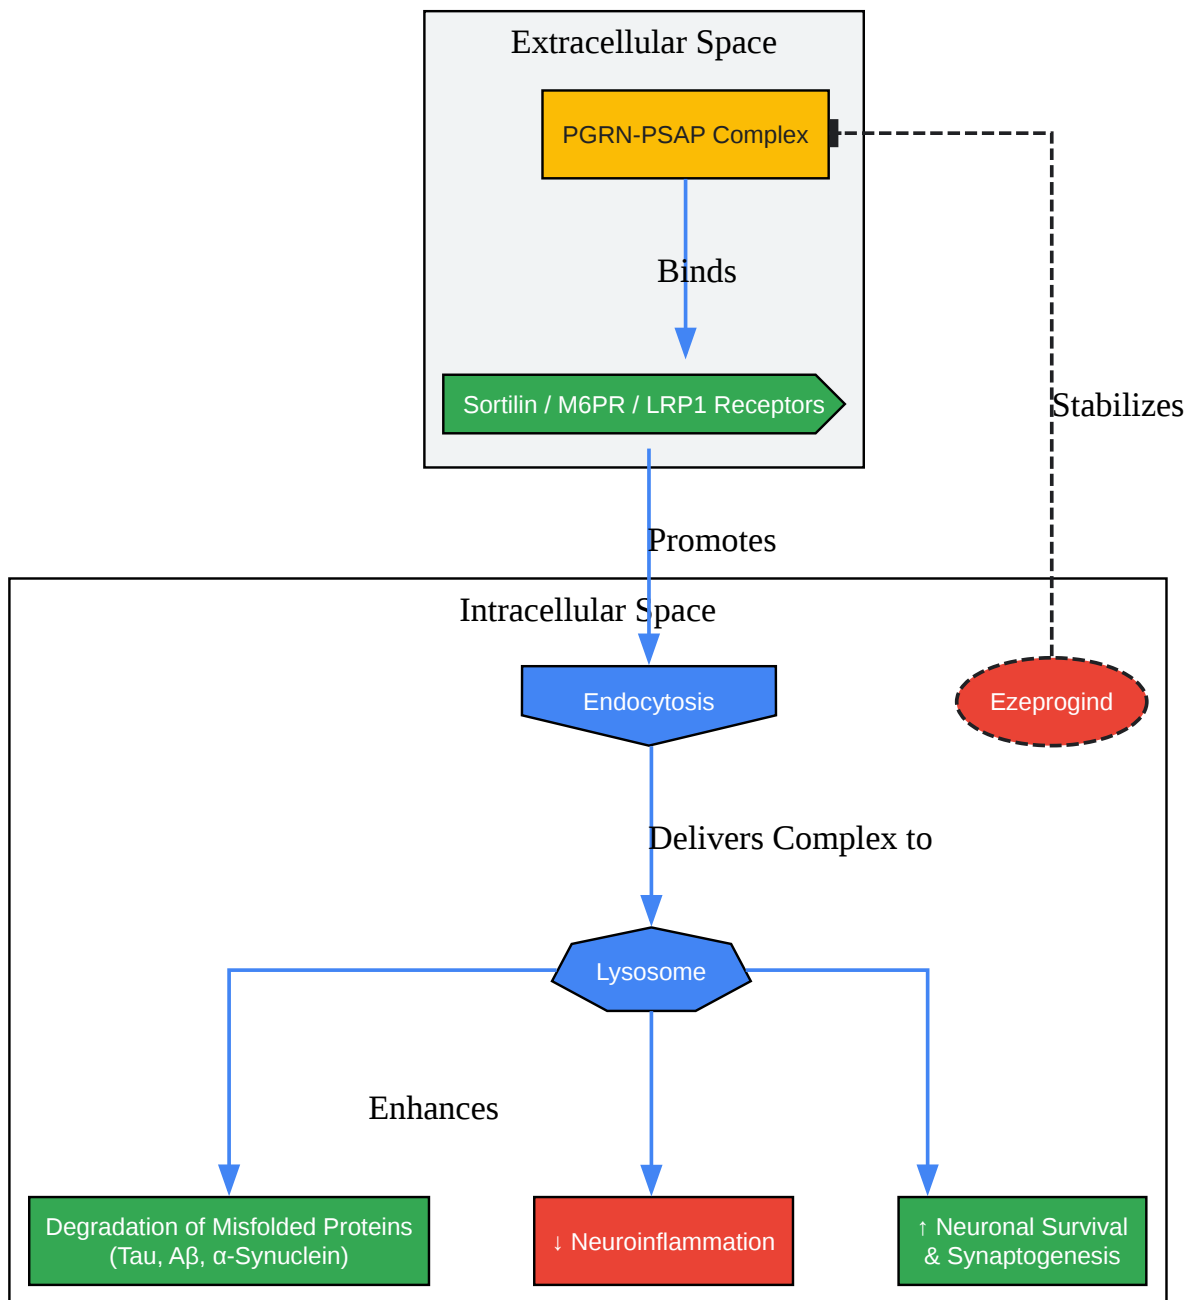 Extracellular Space
PGRN-PSAP Complex
Binds
Sortilin / M6PR / LRP1 Receptors
Stabilizes
Promotes
Intracellular Space
Endocytosis
Ezeprogind
Delivers Complex to
Lysosome
Enhances
Degradation of Misfolded Proteins
(Tau, Aβ, α-Synuclein)
↓ Neuroinflammation
↑ Neuronal Survival
& Synaptogenesis